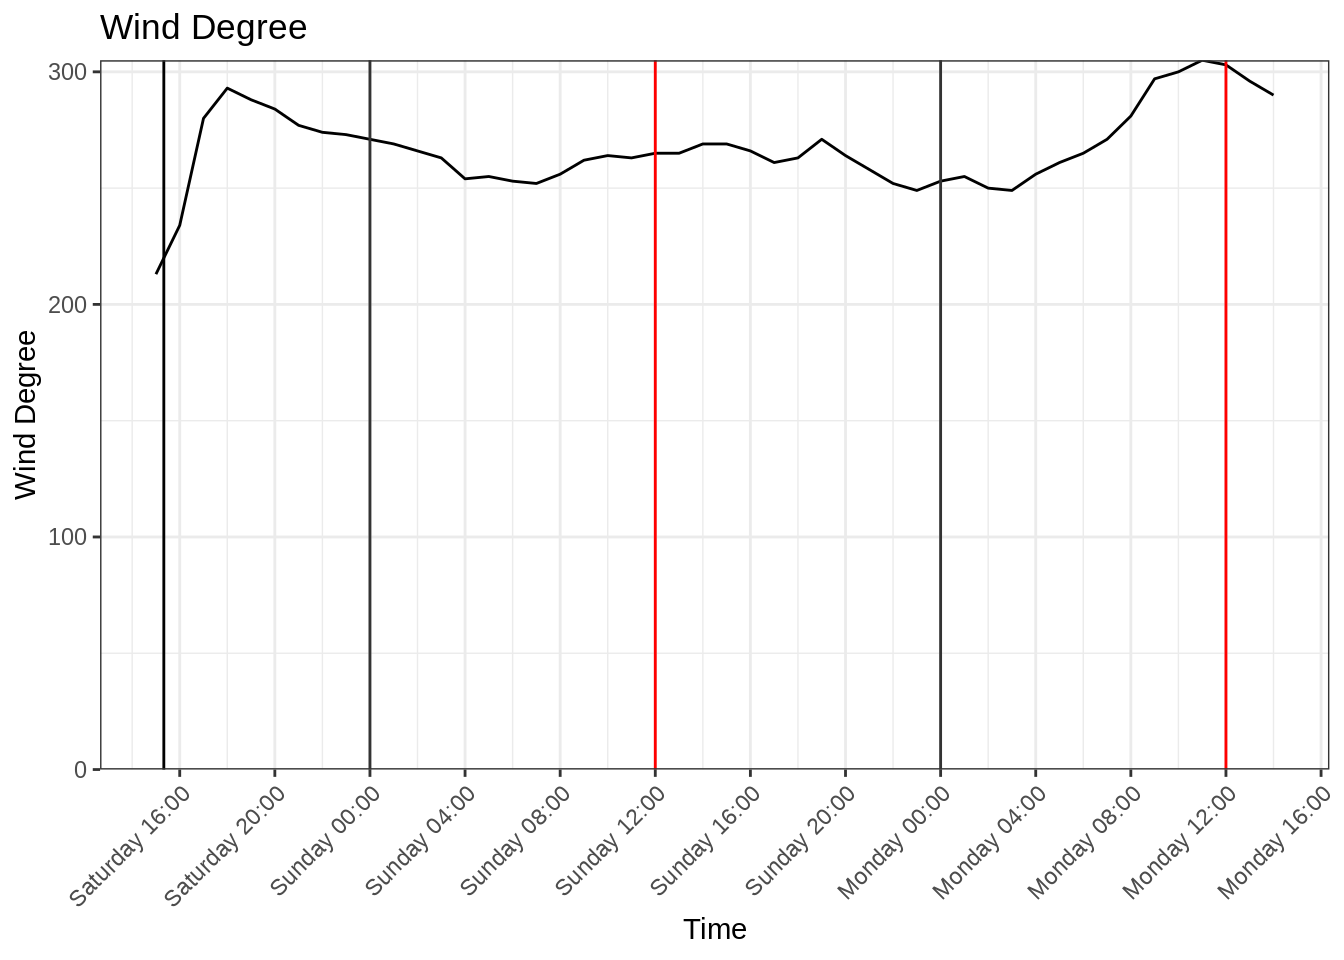 Wind Degree
300
200
100
0
Wind Degree
Saturday 16:00
Saturday 20:00
Sunday 00:00
Sunday 04:00
Sunday 08:00
Sunday 12:00
Sunday 16:00
Sunday 20:00
Monday 00:00
Monday 04:00
Monday 08:00
Monday 12:00
Monday 16:00
Time